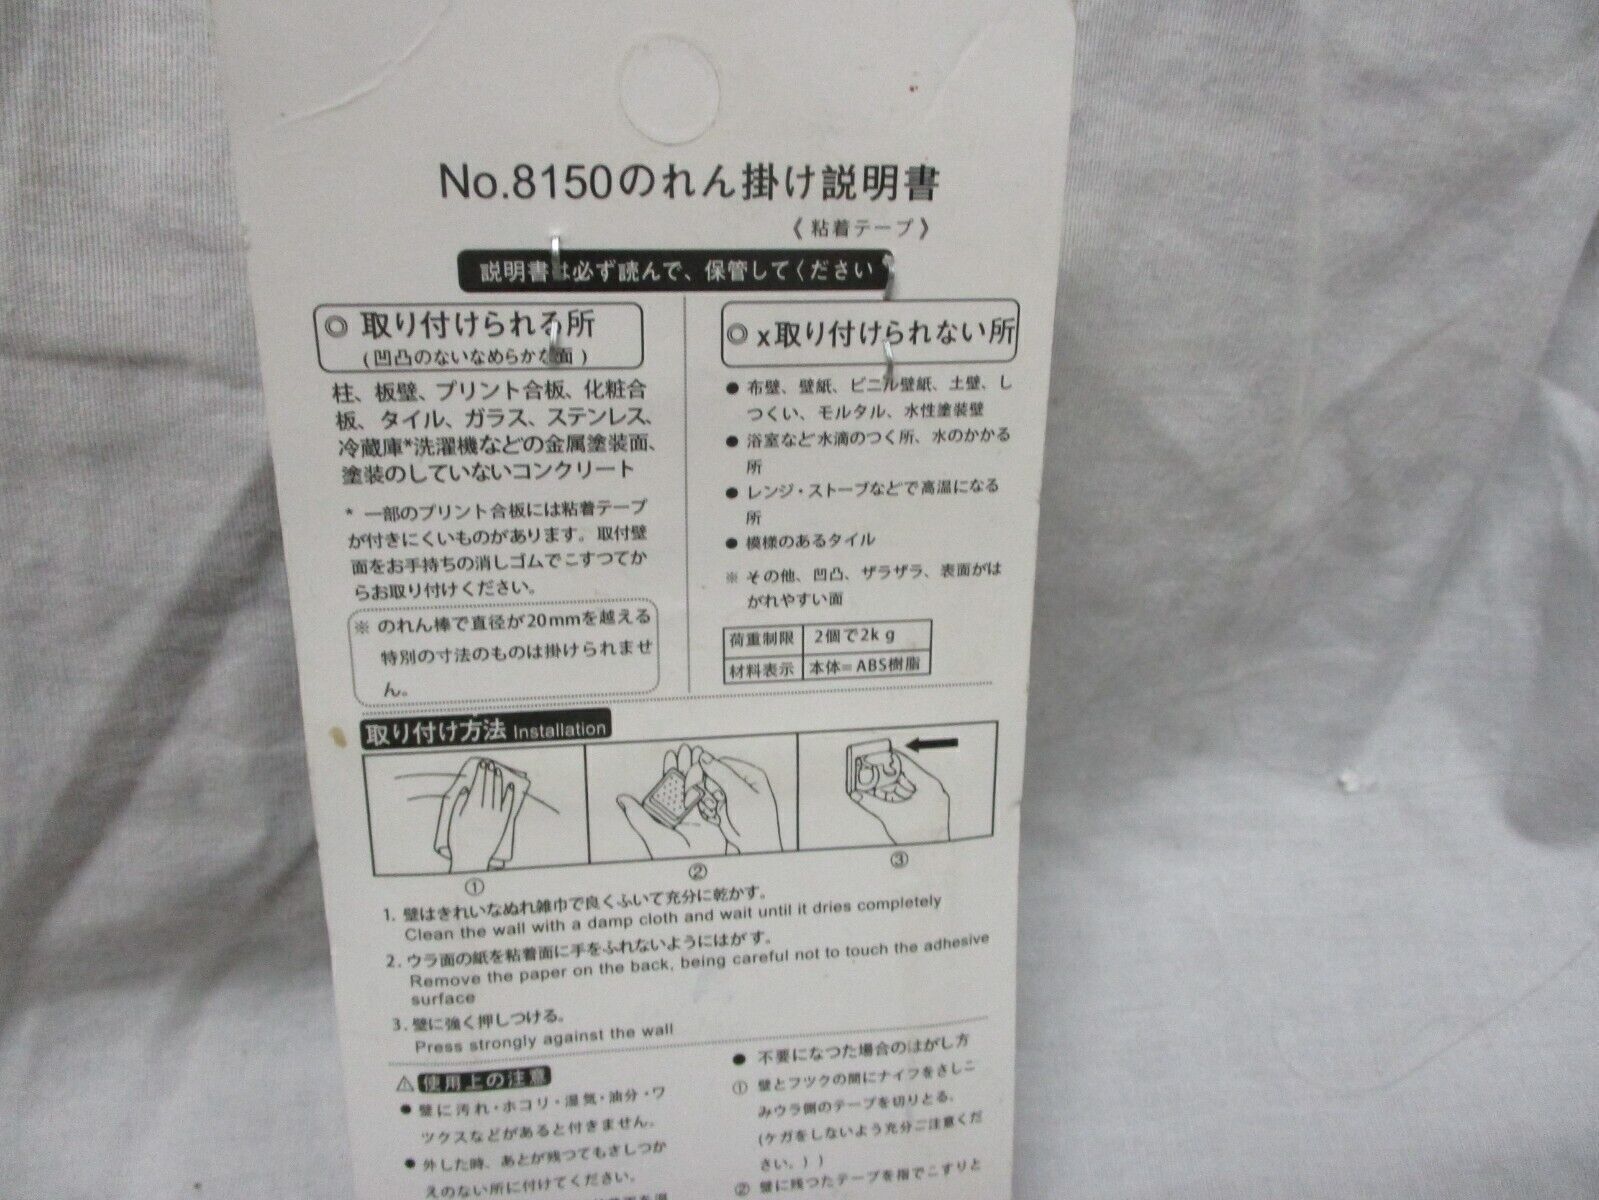 No.8150のれん掛け説明書
《粘着テープ》
説明書は必ず読んで、保管してください
◎ 取り付けられる所
(凹凸のないなめらかな面)
柱、板壁、プリント合板、化粧合
板、タイル、ガラス、ステンレス、
冷蔵庫*洗濯機などの金属塗装面、
塗装のしていないコンクリート
* 一部のプリント合板には粘着テープ
が付きにくいものがあります。取付壁
面をお手持ちの消しゴムでこすつてか
らお取り付けください。
※ のれん棒で直径が20mmを越える
特別の寸法のものは掛けられませ
ん。
◎ x取り付けられない所
● 布壁、壁紙、ビニル壁紙、土壁、し
つくい、モルタル、水性塗装壁
● 浴室など水滴のつく所、水のかかる
所
● レンジ・ストーブなどで高温になる
所
● 模様のあるタイル
※ その他、凹凸、ザラザラ、表面がは
がれやすい面
荷重制限 2個で2kg
材料表示 本体=ABS樹脂
取り付け方法 Installation
① ② ③
1. 壁はきれいなぬれ雑巾で良くふいて充分に乾かす。
Clean the wall with a damp cloth and wait until it dries completely
2. ウラ面の紙を粘着面に手をふれないようにはがす。
Remove the paper on the back, being careful not to touch the adhesive
surface
3. 壁に強く押しつける。
Press strongly against the wall
⚠ 使用上の注意
● 壁に汚れ・ホコリ・湿気・油分・ワ
ツクスなどがあると付きません。
● 外した時、あとが残つてもさしつか
えのない所に付けてください。
● 不要になつた場合のはがし方
① 壁とフツクの間にナイフをさしこ
みウラ側のテープを切りとる。
(ケガをしないよう充分ご注意くだ
さい。))
② 壁に残つたテープを指でこすりと